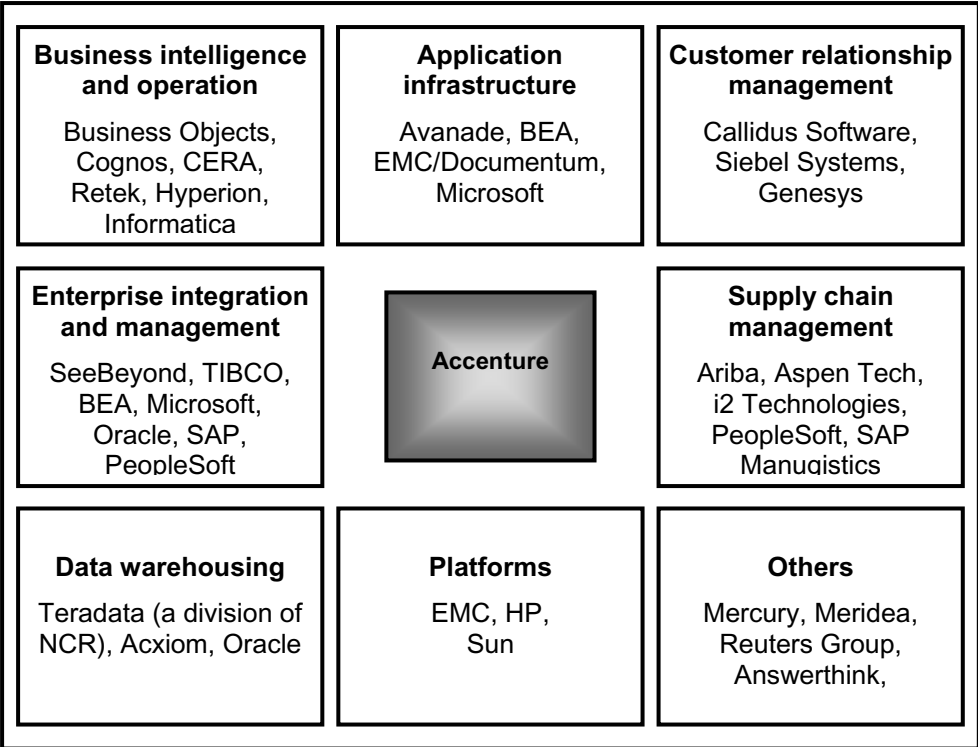 Business intelligence
and operation
Business Objects,
Cognos, CERA,
Retek, Hyperion,
Informatica
Application
infrastructure
Avanade, BEA,
EMC/Documentum,
Microsoft
Customer relationship
management
Callidus Software,
Siebel Systems,
Genesys
Enterprise integration
and management
SeeBeyond, TIBCO,
BEA, Microsoft,
Oracle, SAP,
PeopleSoft
Accenture
Supply chain
management
Ariba, Aspen Tech,
i2 Technologies,
PeopleSoft, SAP
Manugistics
Data warehousing
Teradata (a division of
NCR), Acxiom, Oracle
Platforms
EMC, HP,
Sun
Others
Mercury, Meridea,
Reuters Group,
Answerthink,